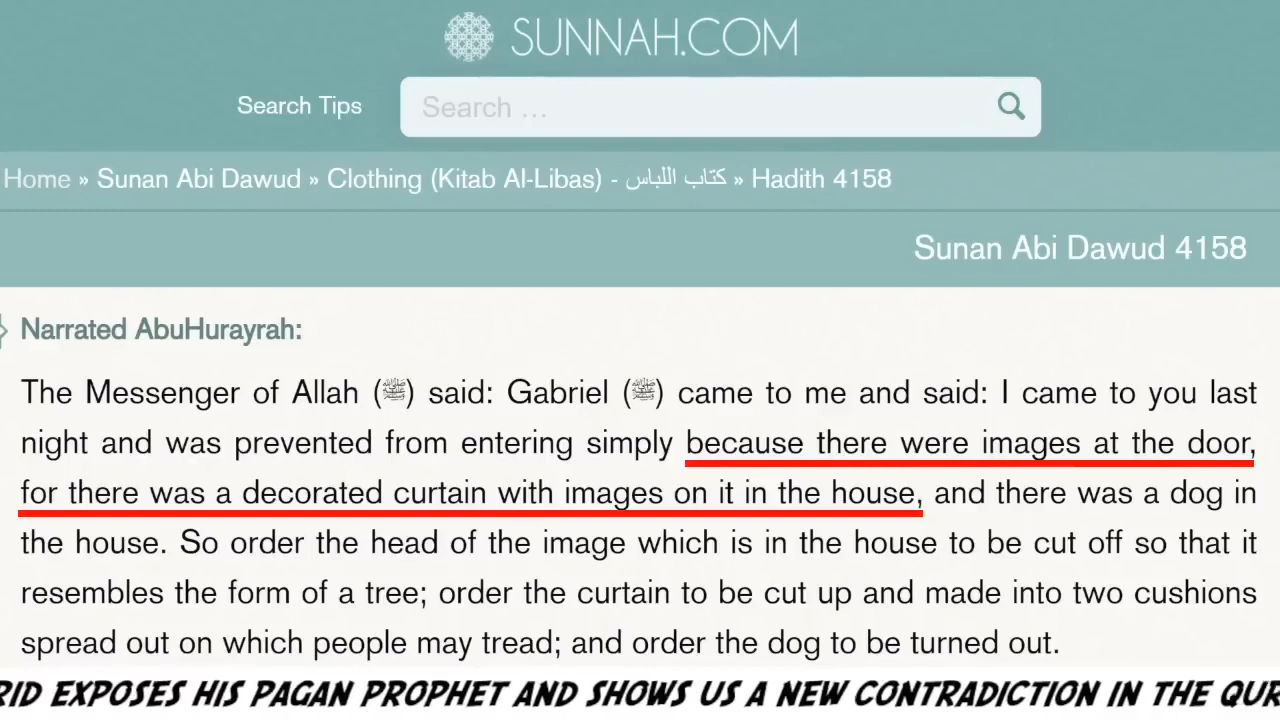 SUNNAH.COM
Search Tips
Search ...
Home » Sunan Abi Dawud » Clothing (Kitab Al-Libas) - كتاب اللباس » Hadith 4158
Sunan Abi Dawud 4158
Narrated AbuHurayrah:
The Messenger of Allah (ﷺ) said: Gabriel (ﷺ) came to me and said: I came to you last
night and was prevented from entering simply because there were images at the door,
for there was a decorated curtain with images on it in the house, and there was a dog in
the house. So order the head of the image which is in the house to be cut off so that it
resembles the form of a tree; order the curtain to be cut up and made into two cushions
spread out on which people may tread; and order the dog to be turned out.
RID EXPOSES HIS PAGAN PROPHET AND SHOWS US A NEW CONTRADICTION IN THE QUR